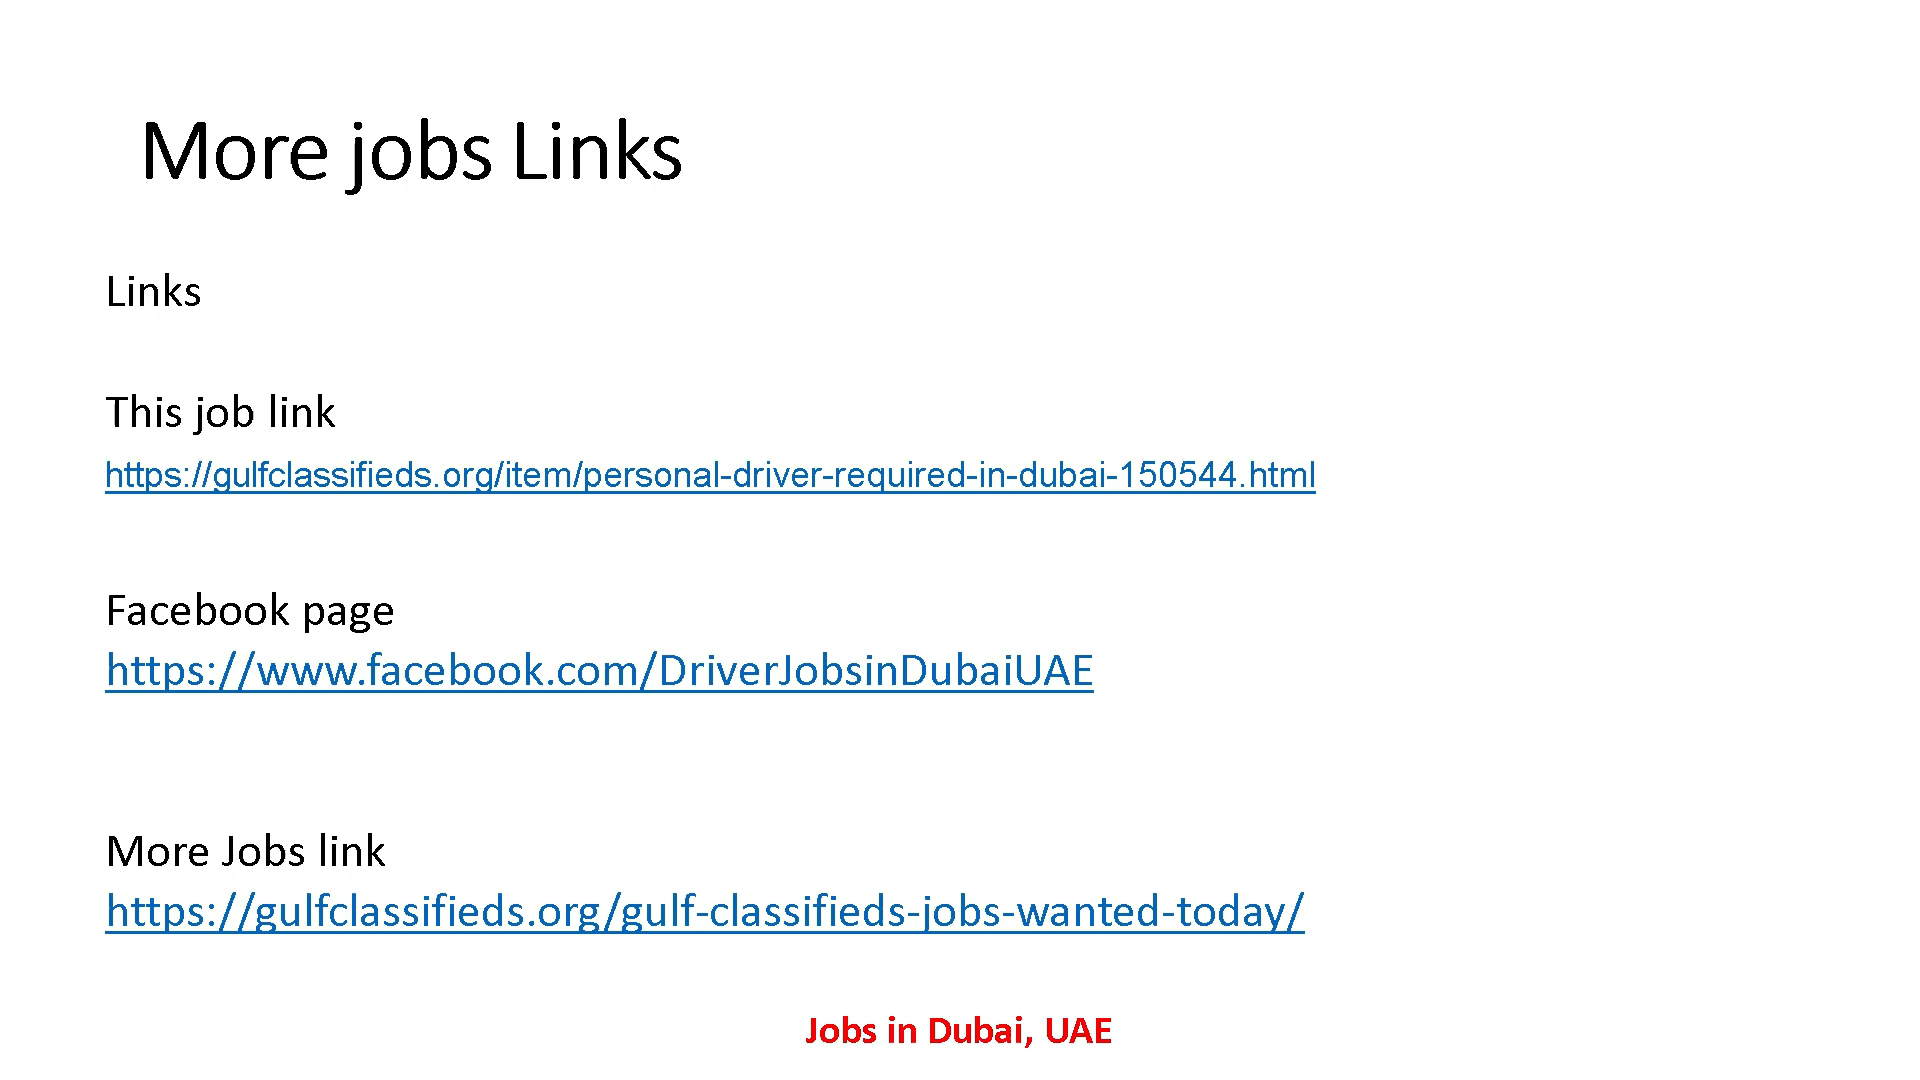 More jobs Links
Links
This job link
https://gulfclassifieds.org/item/personal-driver-required-in-dubai-150544.html
Facebook page
https://www.facebook.com/DriverJobsinDubaiUAE
More Jobs link
https://gulfclassifieds.org/gulf-classifieds-jobs-wanted-today/
Jobs in Dubai, UAE